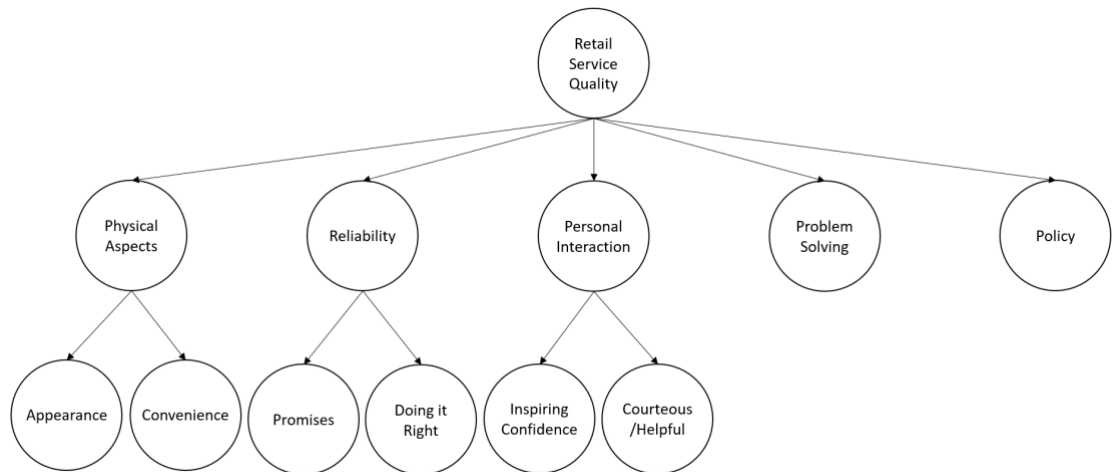 Retail
Service
Quality
Physical
Aspects
Reliability
Personal
Interaction
Problem
Solving
Policy
Appearance
Convenience
Promises
Doing it
Right
Inspiring
Confidence
Courteous
/Helpful